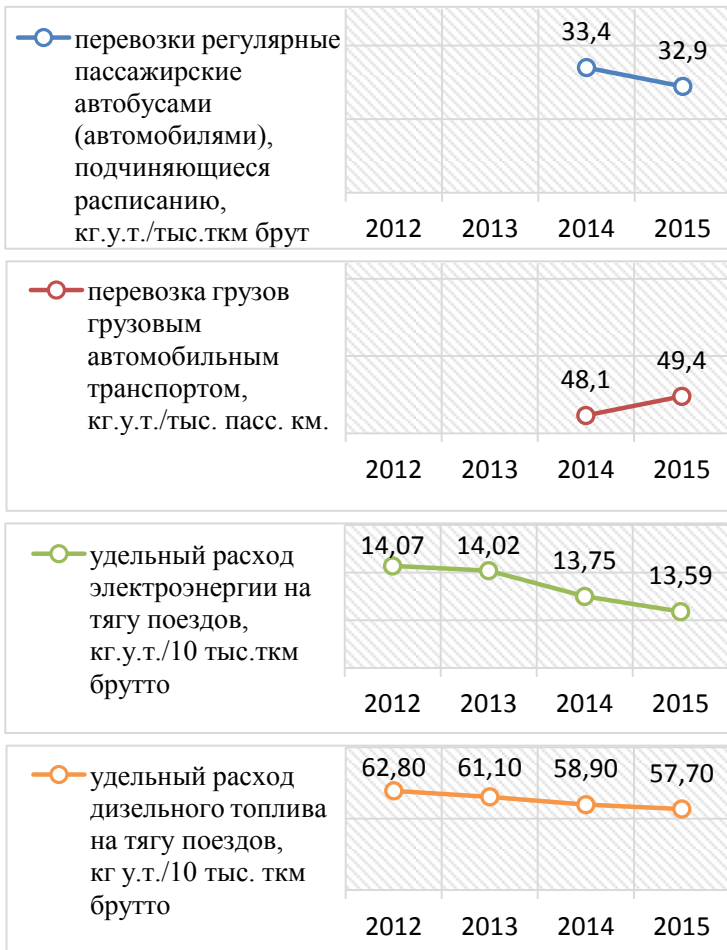 перевозки регулярные
пассажирские
автобусами
(автомобилями),
подчиняющиеся
расписанию,
кг.у.т./тыс.ткм брут
33,4
32,9
2012 2013 2014 2015
перевозка грузов
грузовым
автомобильным
транспортом,
кг.у.т./тыс. пасс. км.
48,1
49,4
2012 2013 2014 2015
удельный расход
электроэнергии на
тягу поездов,
кг.у.т./10 тыс.ткм
брутто
14,07 14,02 13,75 13,59
2012 2013 2014 2015
удельный расход
дизельного топлива
на тягу поездов,
кг у.т./10 тыс. ткм
брутто
62,80 61,10 58,90 57,70
2012 2013 2014 2015